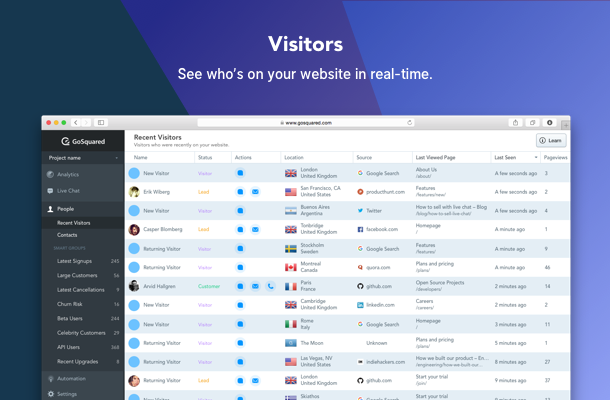 Visitors
See who's on your website in real-time.
www.gosquared.com
GoSquared
Project name
Analytics
Live Chat
People
Recent Visitors
Contacts
SMART GROUPS
Latest Signups 245
Large Customers 56
Latest Cancellations 9
Churn Risk 16
Beta Users 244
Celebrity Customers 29
API Users 368
Recent Upgrades 8
Automation
Settings
Recent Visitors
Visitors who were recently on your website
Learn
Name Status Actions Location Source Last Viewed Page Last Seen Pageviews
New Visitor Visitor London United Kingdom Google Search About Us /about/ A few seconds ago 3
Erik Wiberg Lead San Francisco, CA United States producthunt.com Features /features/new/ A few seconds ago 2
New Visitor Visitor Buenos Aires Argentina Twitter How to sell with live chat – Blog /blog/how-to-sell-live-chat/ A few seconds ago 4
Casper Blomberg Lead Tonbridge United Kingdom facebook.com Homepage / A minute ago 1
Returning Visitor Visitor Stockholm Sweden Google Search Features /features/ A minute ago 9
Returning Visitor Visitor Montreal Canada quora.com Plans and pricing /plans/ A minute ago 46
Arvid Hallgren Customer Paris France github.com Open Source Projects /developers/ 2 minutes ago 14
New Visitor Visitor Cambridge United Kingdom linkedin.com Careers /careers/ 2 minutes ago 2
New Visitor Visitor Rome Italy Google Search Homepage / 3 minutes ago 11
Returning Visitor Visitor The Moon Unknown Plans and pricing /plans/ 5 minutes ago 1
Returning Visitor Visitor Las Vegas, NV United States indiehackers.com How we built our product – En... /engineering/how-we-built-our... 8 minutes ago 27
Returning Visitor Lead London United Kingdom github.com Start your trial /join/ 9 minutes ago 37
Skiathos Start your trial